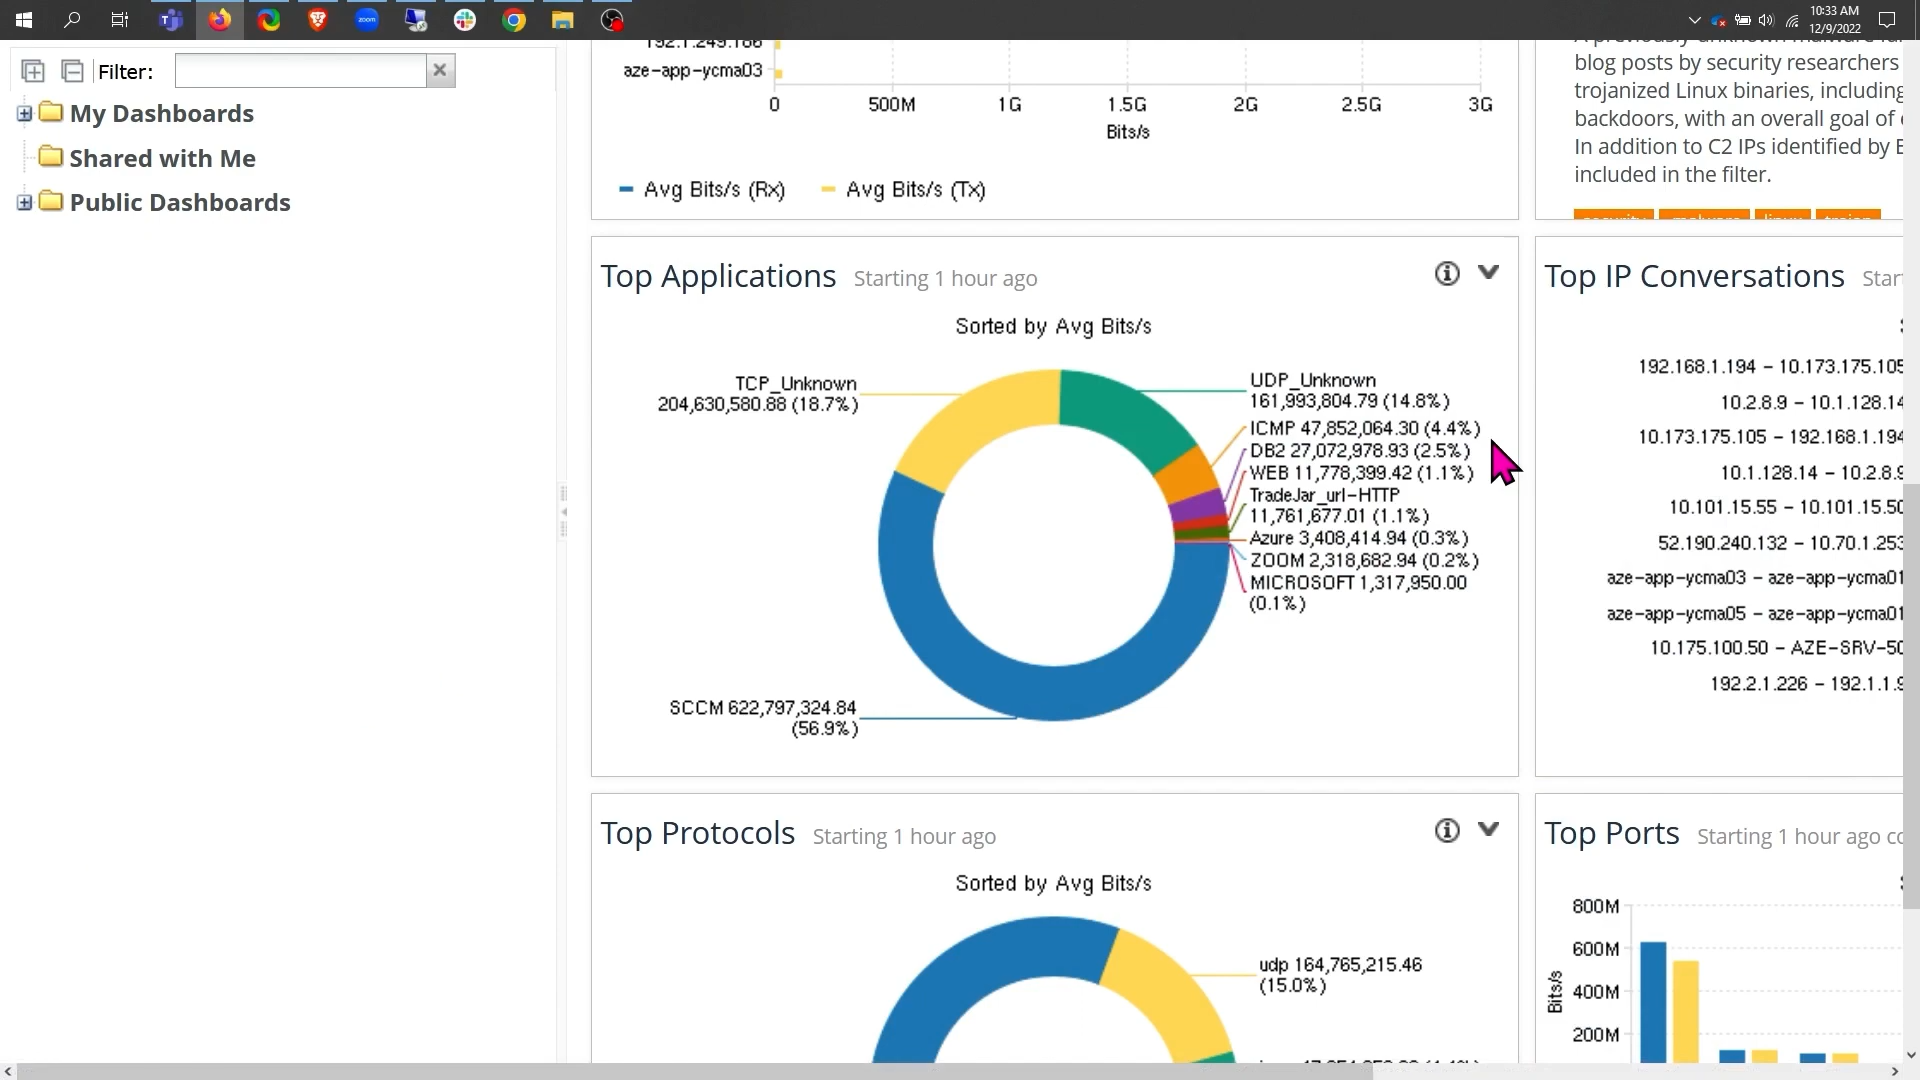 10:33 AM
12/9/2022
Filter:
My Dashboards
Shared with Me
Public Dashboards
192.1.249.186
aze-app-ycma03
0 500M 1G 1.5G 2G 2.5G 3G
Bits/s
Avg Bits/s (Rx) Avg Bits/s (Tx)
blog posts by security researchers
trojanized Linux binaries, including
backdoors, with an overall goal of
In addition to C2 IPs identified by
included in the filter.
security malware linux trojan
Top Applications Starting 1 hour ago
Sorted by Avg Bits/s
TCP_Unknown
204,630,580.88 (18.7%)
UDP_Unknown
161,993,804.79 (14.8%)
ICMP 47,852,064.30 (4.4%)
DB2 27,072,978.93 (2.5%)
WEB 11,778,399.42 (1.1%)
TradeJar_url-HTTP
11,761,677.01 (1.1%)
Azure 3,408,414.94 (0.3%)
ZOOM 2,318,682.94 (0.2%)
MICROSOFT 1,317,950.00
(0.1%)
SCCM 622,797,324.84
(56.9%)
Top IP Conversations Star
192.168.1.194 - 10.173.175.105
10.2.8.9 - 10.1.128.14
10.173.175.105 - 192.168.1.194
10.1.128.14 - 10.2.8.9
10.101.15.55 - 10.101.15.50
52.190.240.132 - 10.70.1.253
aze-app-ycma03 - aze-app-ycma01
aze-app-ycma05 - aze-app-ycma01
10.175.100.50 - AZE-SRV-50
192.2.1.226 - 192.1.1.9
Top Protocols Starting 1 hour ago
Sorted by Avg Bits/s
udp 164,765,215.46
(15.0%)
Top Ports Starting 1 hour ago
800M
600M
400M
200M
Bits/s